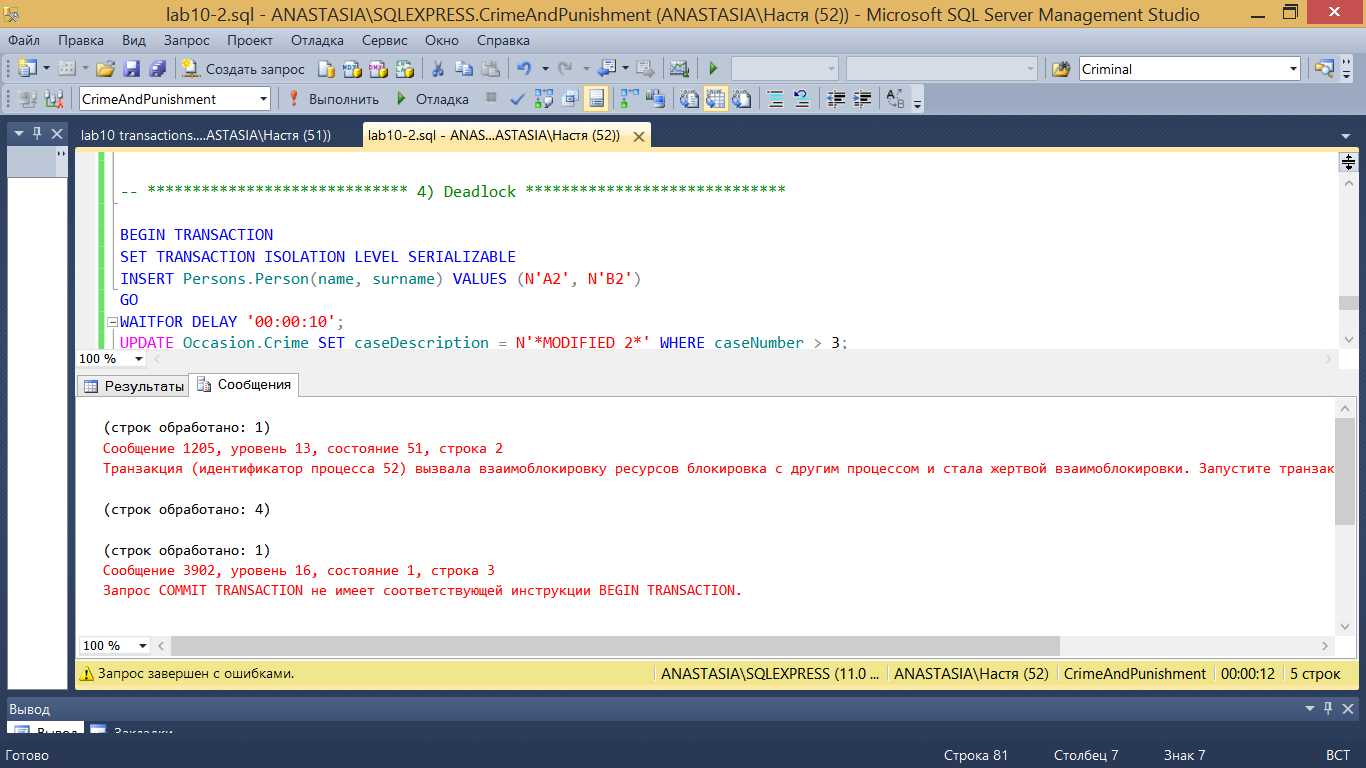 lab10-2.sql - ANASTASIA\SQLEXPRESS.CrimeAndPunishment (ANASTASIA\Настя (52)) - Microsoft SQL Server Management Studio
Файл Правка Вид Запрос Проект Отладка Сервис Окно Справка
Создать запрос Criminal
CrimeAndPunishment Выполнить Отладка
lab10 transactions....ASTASIA\Настя (51)) lab10-2.sql - ANAS...ASTASIA\Настя (52))
-- ***************************** 4) Deadlock *****************************
BEGIN TRANSACTION
SET TRANSACTION ISOLATION LEVEL SERIALIZABLE
INSERT Persons.Person(name, surname) VALUES (N'A2', N'B2')
GO
WAITFOR DELAY '00:00:10';
UPDATE Occasion.Crime SET caseDescription = N'*MODIFIED 2*' WHERE caseNumber > 3;
100 %
Результаты Сообщения
(строк обработано: 1)
Сообщение 1205, уровень 13, состояние 51, строка 2
Транзакция (идентификатор процесса 52) вызвала взаимоблокировку ресурсов блокировка с другим процессом и стала жертвой взаимоблокировки. Запустите транзак
(строк обработано: 4)
(строк обработано: 1)
Сообщение 3902, уровень 16, состояние 1, строка 3
Запрос COMMIT TRANSACTION не имеет соответствующей инструкции BEGIN TRANSACTION.
100 %
Запрос завершен с ошибками. ANASTASIA\SQLEXPRESS (11.0 ... ANASTASIA\Настя (52) CrimeAndPunishment 00:00:12 5 строк
Вывод
Вывод Закладки
Готово Строка 81 Столбец 7 Знак 7 ВСТ